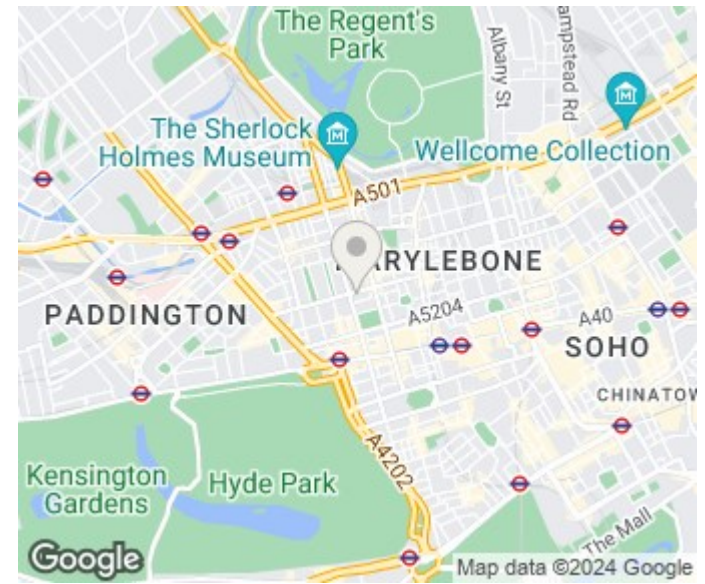 The Regent's
Park
Albany St
ampstead Rd
The Sherlock
Holmes Museum
Wellcome Collection
A501
ARYLEBONE
PADDINGTON
A5204
A40
SOHO
CHINATOW
A4202
Kensington
Gardens
Hyde Park
The Mall
Google
Map data ©2024 Google